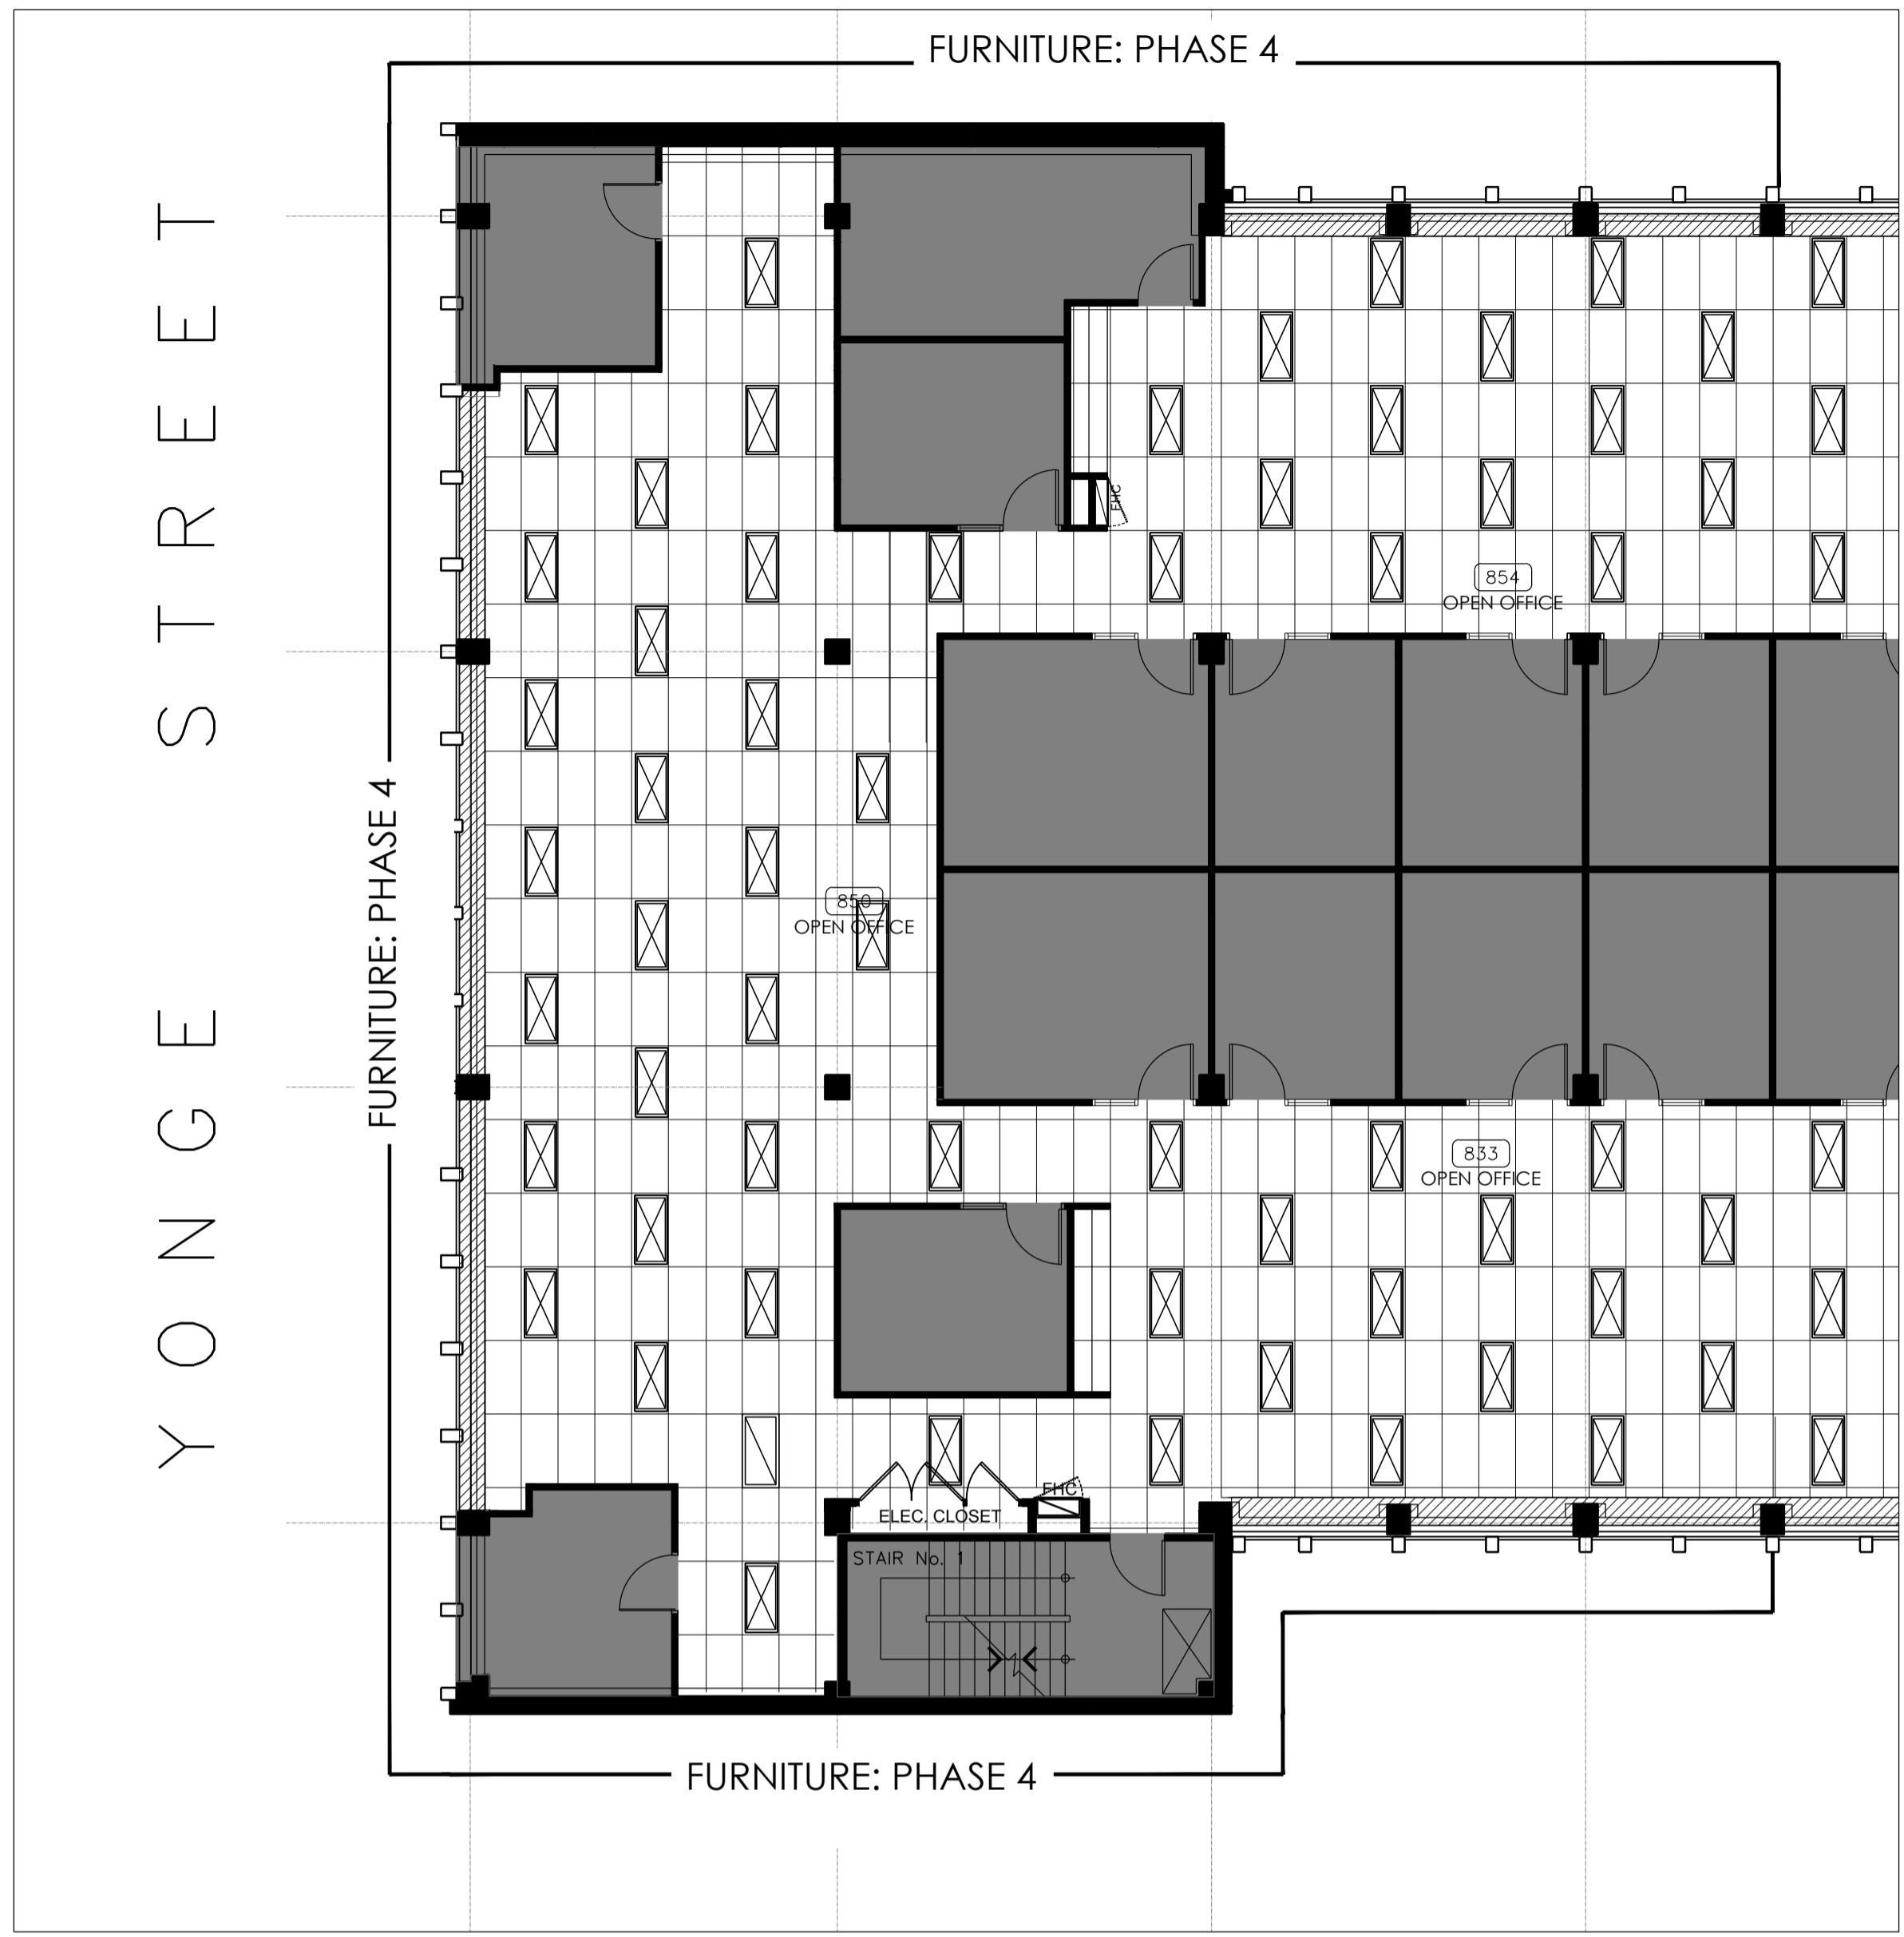 FURNITURE: PHASE 4
YONGE STREET
FURNITURE: PHASE 4
FHC
854
OPEN OFFICE
850
OPEN OFFICE
833
OPEN OFFICE
FHC
ELEC. CLOSET
STAIR No. 1
FURNITURE: PHASE 4